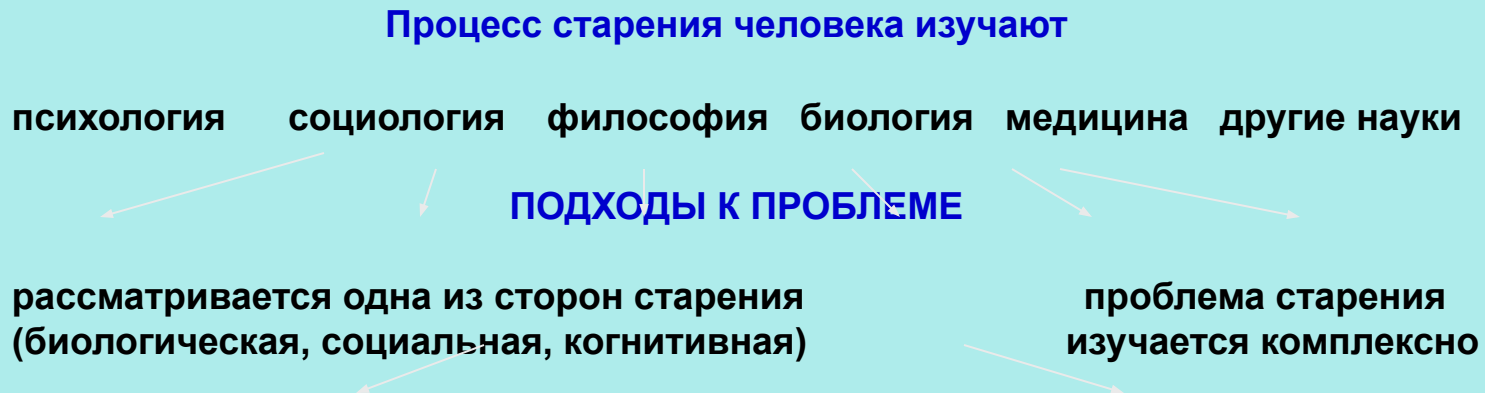 Процесс старения человека изучают
психология социология философия биология медицина другие науки
ПОДХОДЫ К ПРОБЛЕМЕ
рассматривается одна из сторон старения проблема старения
(биологическая, социальная, когнитивная) изучается комплексно